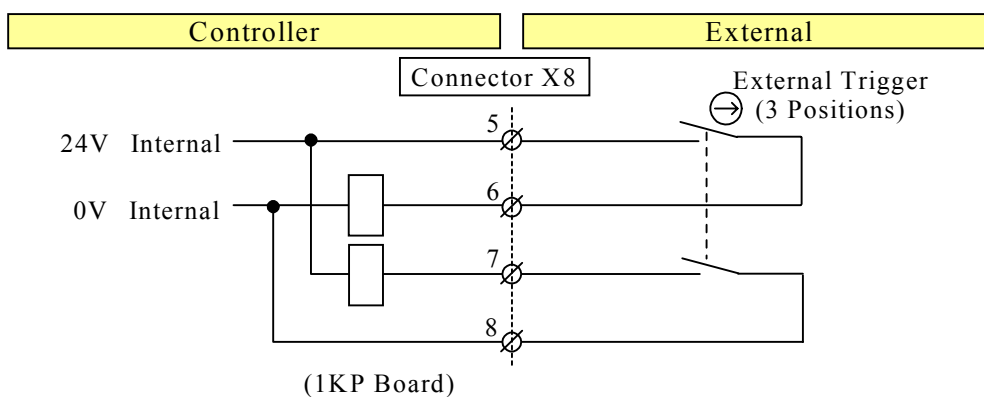 Controller
External
Connector X8
External Trigger
(3 Positions)
5
24V Internal
6
0V Internal
7
8
(1KP Board)